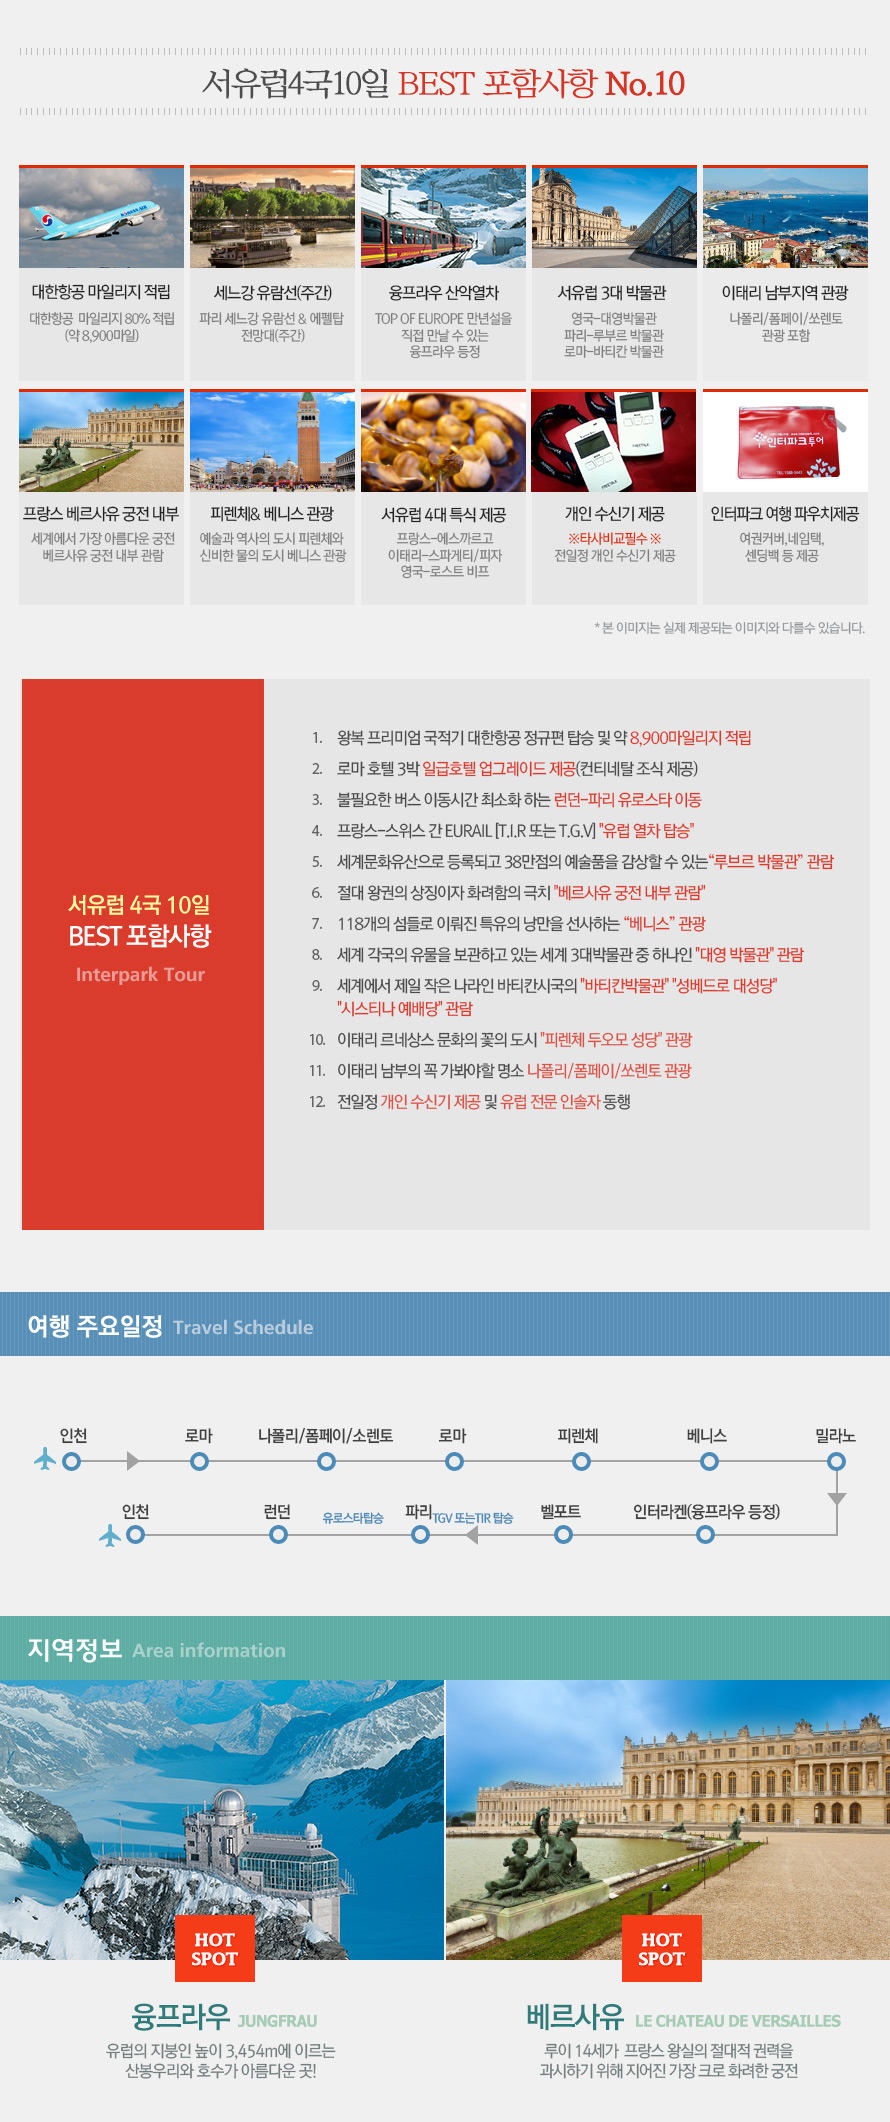 서유럽4국10일 BEST 포함사항 No.10
대한항공 마일리지 적립
대한항공 마일리지 80% 적립
(약 8,900마일)
세느강 유람선(주간)
파리 세느강 유람선 & 에펠탑
전망대(주간)
융프라우 산악열차
TOP OF EUROPE 만년설을
직접 만날 수 있는
융프라우 등정
서유럽 3대 박물관
영국-대영박물관
파리-루부르 박물관
로마-바티칸 박물관
이태리 남부지역 관광
나폴리/폼페이/쏘렌토
관광 포함
프랑스 베르사유 궁전 내부
세계에서 가장 아름다운 궁전
베르사유 궁전 내부 관람
피렌체& 베니스 관광
예술과 역사의 도시 피렌체와
신비한 물의 도시 베니스 관광
서유럽 4대 특식 제공
프랑스-에스까르고
이태리-스파게티/피자
영국-로스트 비프
개인 수신기 제공
※타사비교필수 ※
전일정 개인 수신기 제공
인터파크투어
인터파크 여행 파우치제공
여권커버,네임택,
센딩백 등 제공
* 본 이미지는 실제 제공되는 이미지와 다를수 있습니다.
서유럽 4국 10일
BEST 포함사항
Interpark Tour
1. 왕복 프리미엄 국적기 대한항공 정규편 탑승 및 약 8,900마일리지 적립
2. 로마 호텔 3박 일급호텔 업그레이드 제공(컨티네탈 조식 제공)
3. 불필요한 버스 이동시간 최소화 하는 런던-파리 유로스타 이동
4. 프랑스-스위스 간 EURAIL [T.I.R 또는 T.G.V] "유럽 열차 탑승"
5. 세계문화유산으로 등록되고 38만점의 예술품을 감상할 수 있는“루브르 박물관” 관람
6. 절대 왕권의 상징이자 화려함의 극치 "베르사유 궁전 내부 관람"
7. 118개의 섬들로 이뤄진 특유의 낭만을 선사하는 “베니스” 관광
8. 세계 각국의 유물을 보관하고 있는 세계 3대박물관 중 하나인 "대영 박물관" 관람
9. 세계에서 제일 작은 나라인 바티칸시국의 "바티칸박물관" "성베드로 대성당"
"시스티나 예배당" 관람
10. 이태리 르네상스 문화의 꽃의 도시 "피렌체 두오모 성당" 관광
11. 이태리 남부의 꼭 가봐야할 명소 나폴리/폼페이/쏘렌토 관광
12. 전일정 개인 수신기 제공 및 유럽 전문 인솔자 동행
여행 주요일정 Travel Schedule
인천 로마 나폴리/폼페이/소렌토 로마 피렌체 베니스 밀라노
인천 런던 유로스타탑승 파리 TGV 또는TIR 탑승 벨포트 인터라켄(융프라우 등정)
지역정보 Area information
HOT
SPOT
HOT
SPOT
융프라우 JUNGFRAU
유럽의 지붕인 높이 3,454m에 이르는
산봉우리와 호수가 아름다운 곳!
베르사유 LE CHATEAU DE VERSAILLES
루이 14세가 프랑스 왕실의 절대적 권력을
과시하기 위해 지어진 가장 크로 화려한 궁전